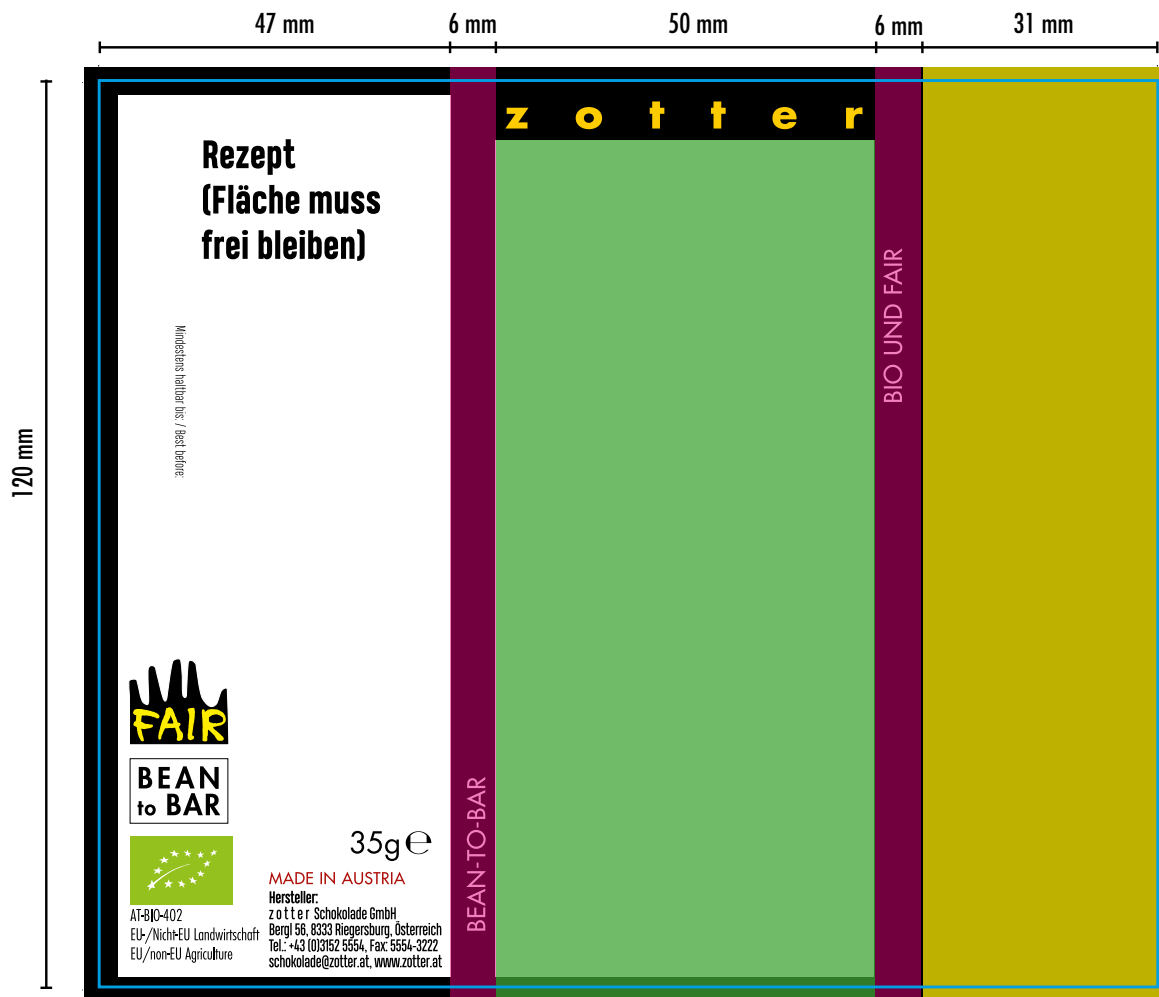 47 mm
6 mm
50 mm
6 mm
31 mm
120 mm
Rezept
(Fläche muss
frei bleiben)
Mindestens haltbar bis: / Best before:
FAIR
BEAN
to BAR
AT-BIO-402
EU-/Nicht-EU Landwirtschaft
EU/non-EU Agriculture
35g ℮
MADE IN AUSTRIA
Hersteller:
z o t t e r Schokolade GmbH
Bergl 56, 8333 Riegersburg, Österreich
Tel.: +43 (0)3152 5554, Fax: 5554-3222
schokolade@zotter.at, www.zotter.at
BEAN-TO-BAR
z o t t e r
BIO UND FAIR